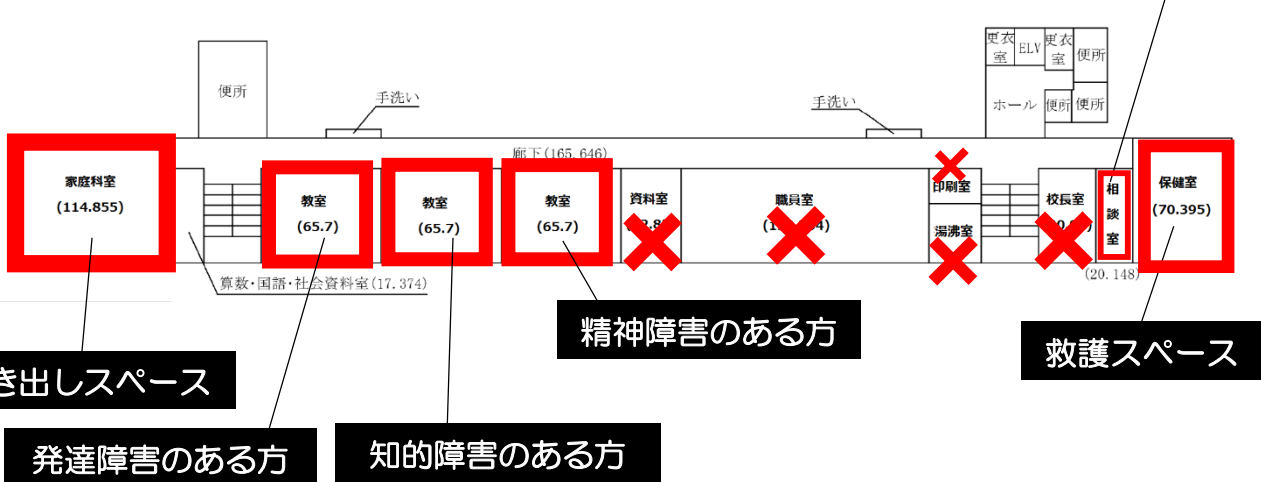 更衣室
ELV
更衣室
便所
便所
手洗い
手洗い
ホール
便所
便所
廊下(165.646)
家庭科室
(114.855)
教室
(65.7)
教室
(65.7)
教室
(65.7)
資料室
職員室
印刷室
湯沸室
校長室
相談室
保健室
(70.395)
算数・国語・社会資料室(17.374)
(20.148)
精神障害のある方
救護スペース
き出しスペース
発達障害のある方
知的障害のある方